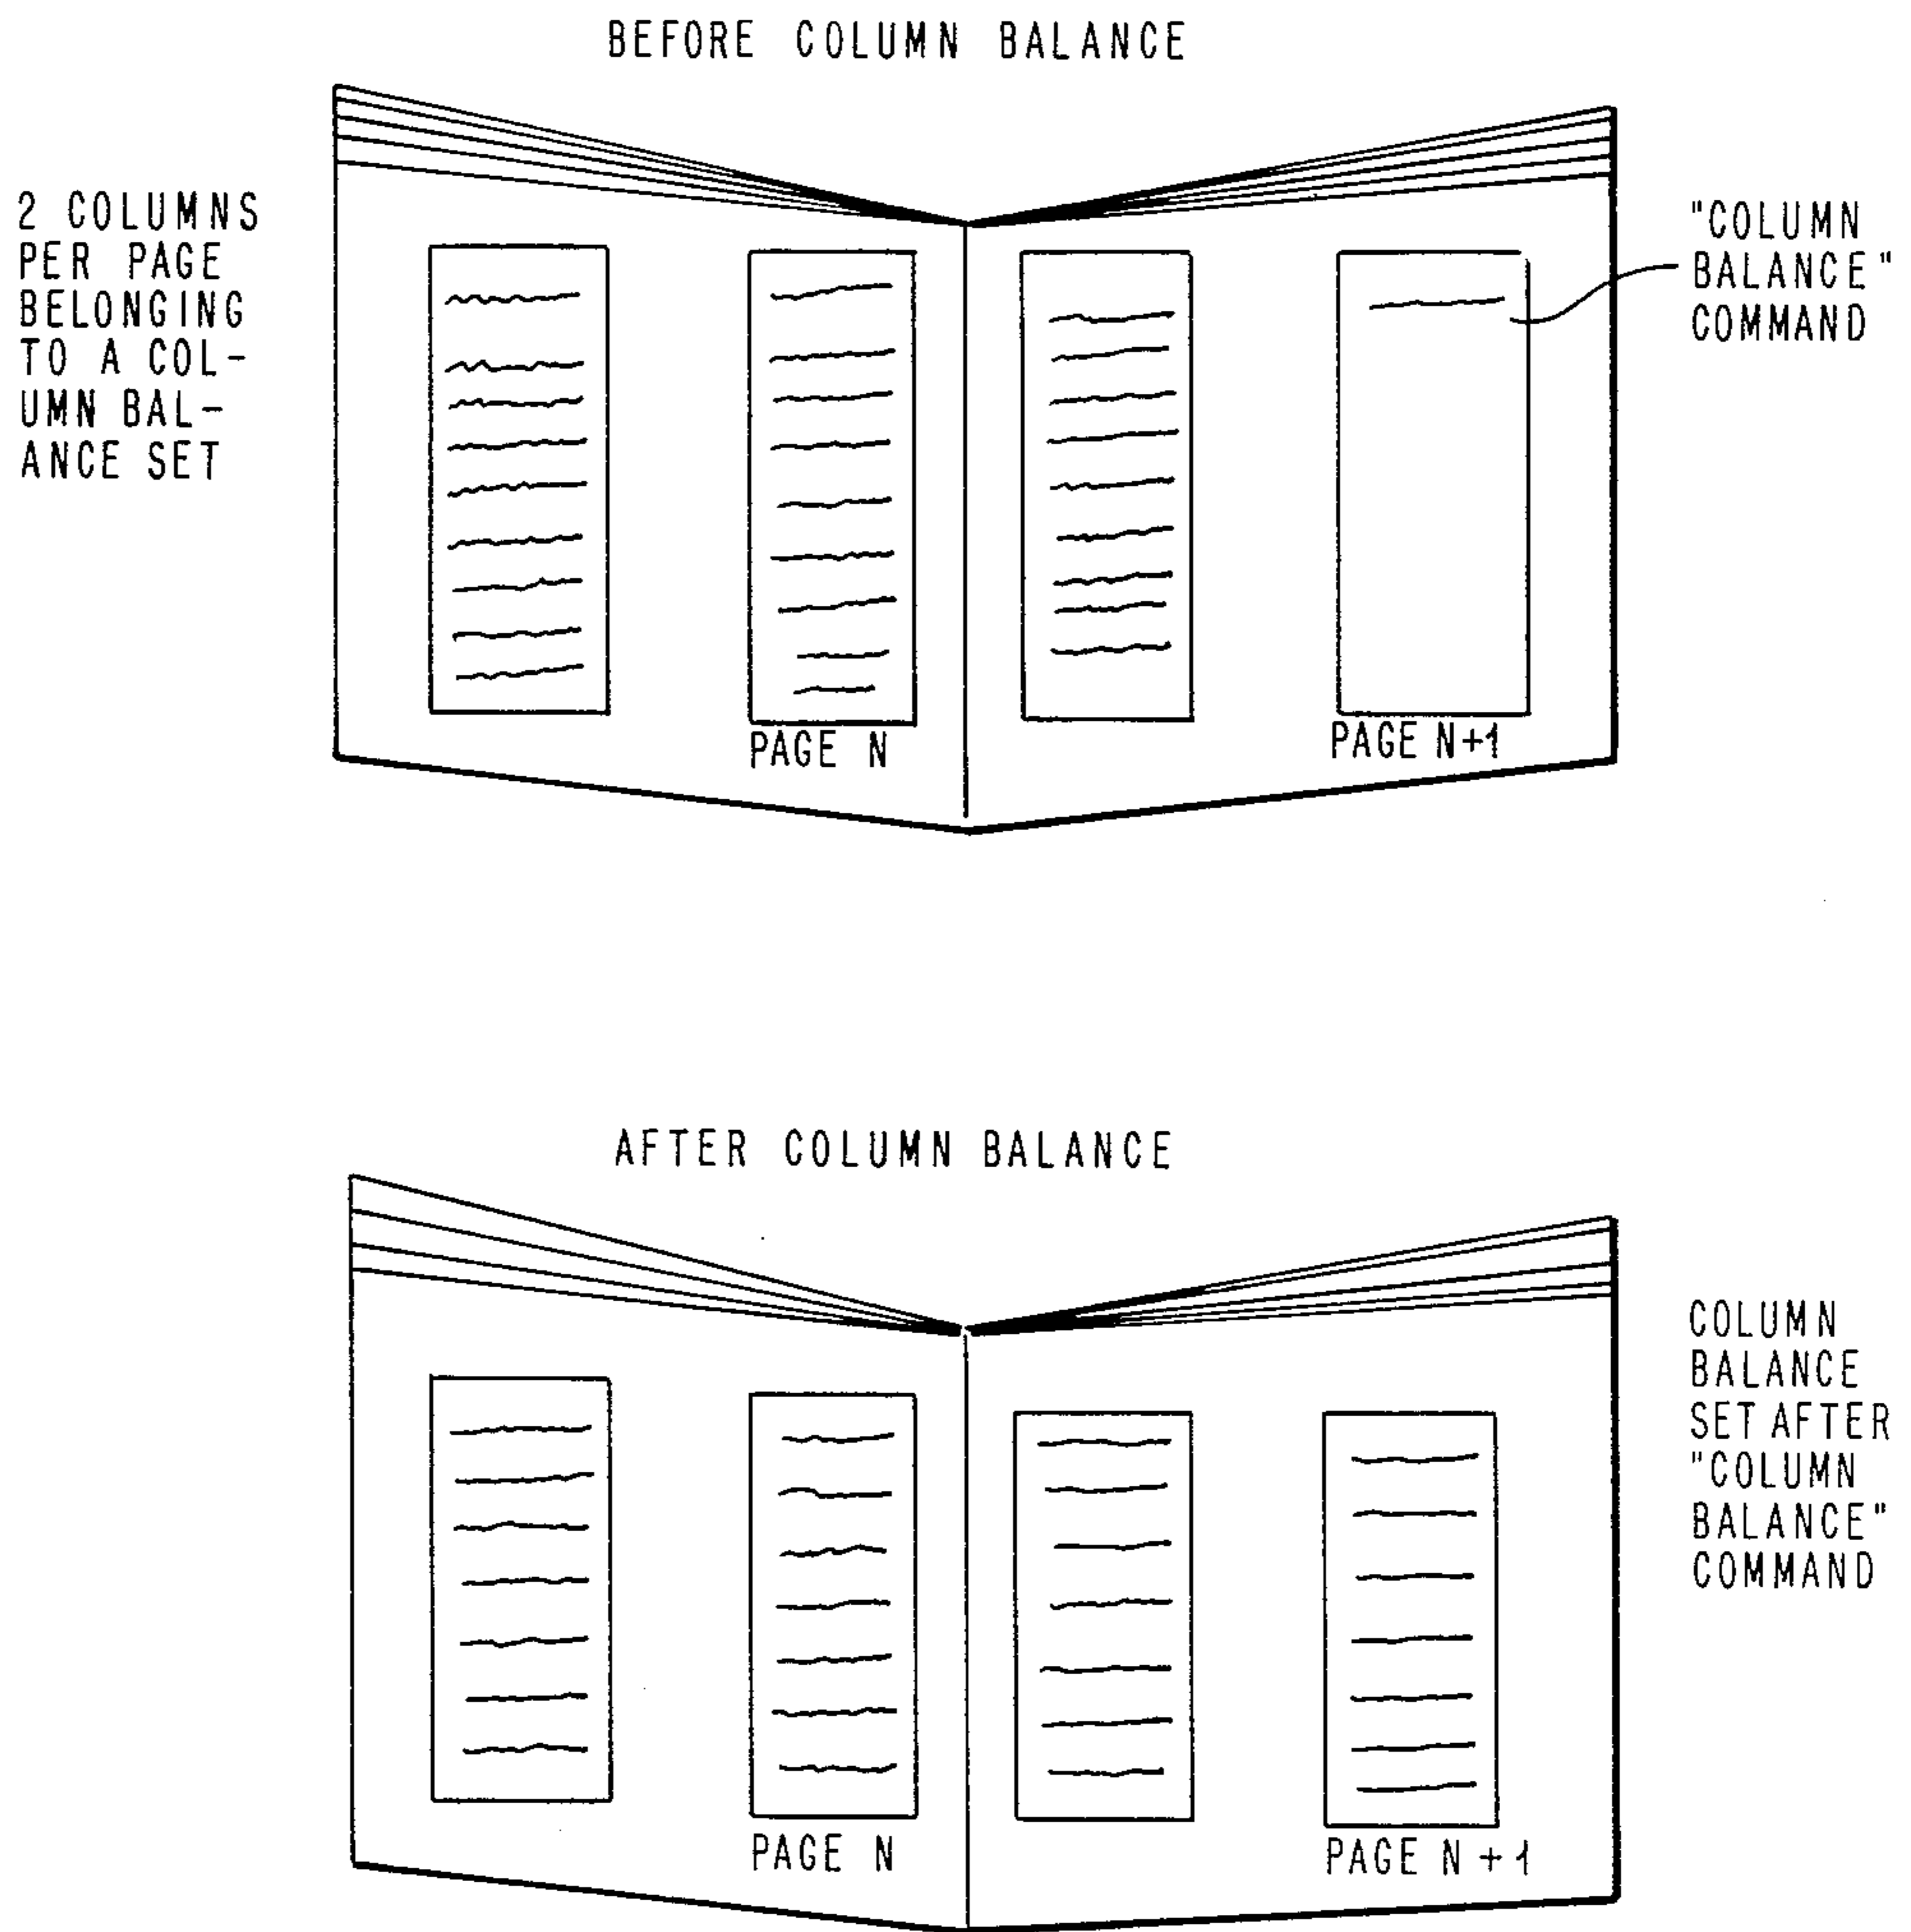 BEFORE COLUMN BALANCE
2 COLUMNS
PER PAGE
BELONGING
TO A COL-
UMN BAL-
ANCE SET
"COLUMN
BALANCE"
COMMAND
PAGE N
PAGE N+1
AFTER COLUMN BALANCE
COLUMN
BALANCE
SET AFTER
"COLUMN
BALANCE"
COMMAND
PAGE N
PAGE N+1